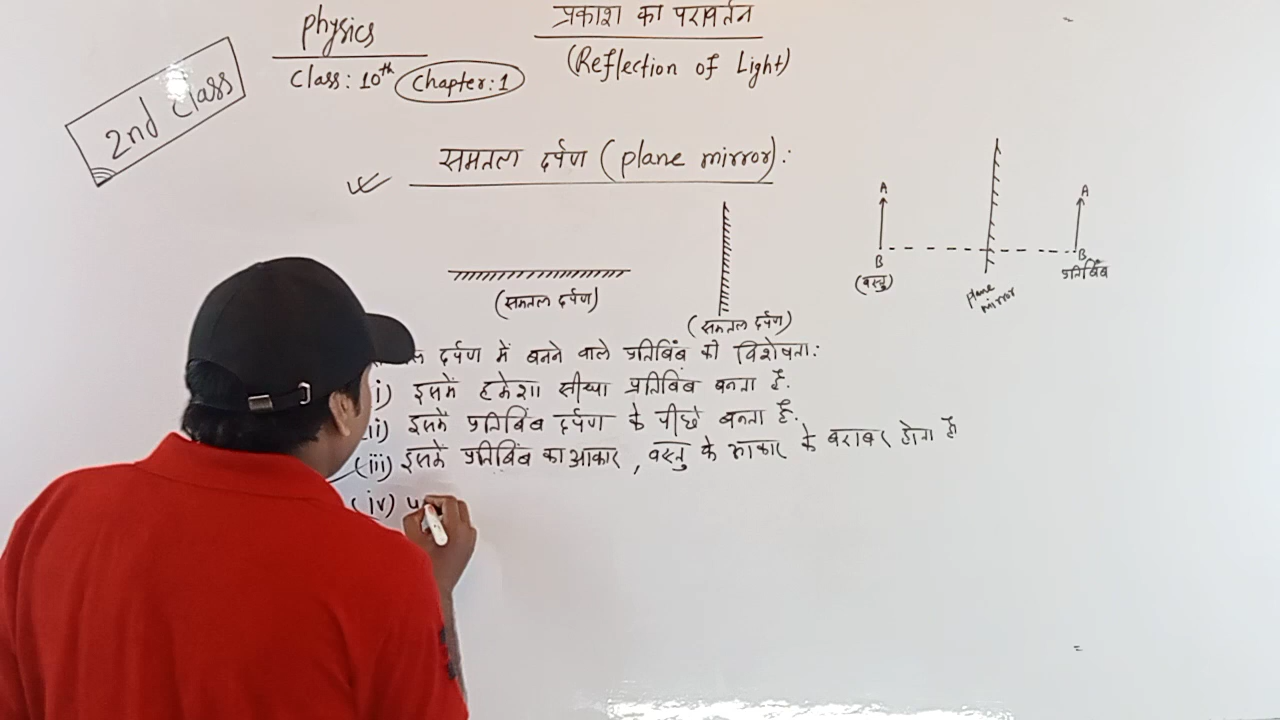 physics
Class: 10th Chapter: 1
2nd Class
प्रकाश का परावर्तन
(Reflection of Light)
समतल दर्पण (plane mirror):
(समतल दर्पण)
(समतल दर्पण)
A
B
(वस्तु)
plane
mirror
A
B
प्रतिबिंब
दर्पण में बनने वाले प्रतिबिंब की विशेषता:
i) इसमें हमेशा सीधा प्रतिबिंब बनता है.
(ii) इसमें प्रतिबिंब दर्पण के पीछे बनता है.
(iii) इसमें प्रतिबिंब का आकार, वस्तु के आकार के बराबर होता है
(iv)